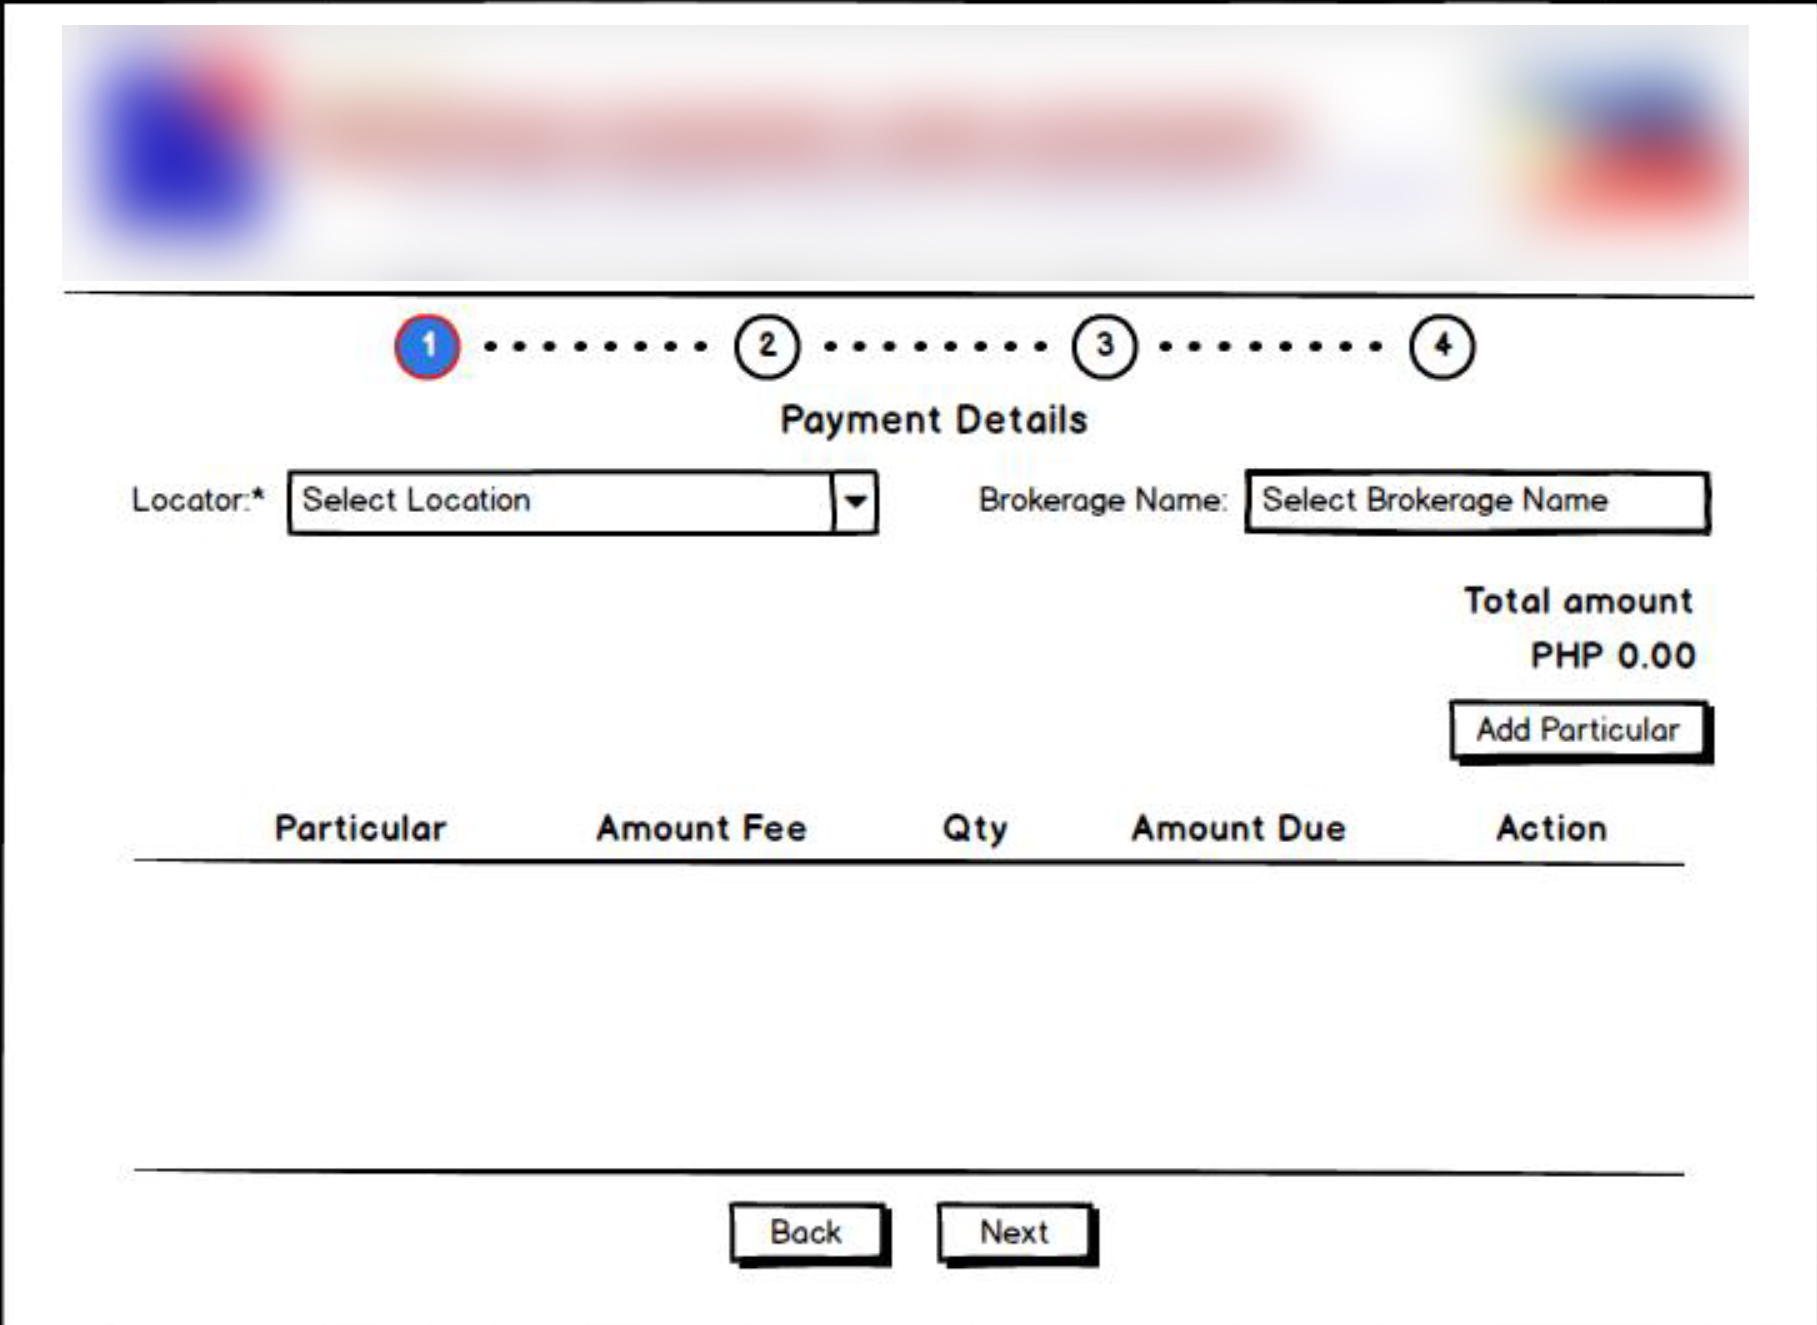 1 2 3 4
Payment Details
Locator:* Select Location Brokerage Name: Select Brokerage Name
Total amount
PHP 0.00
Add Particular
Particular Amount Fee Qty Amount Due Action
Back Next